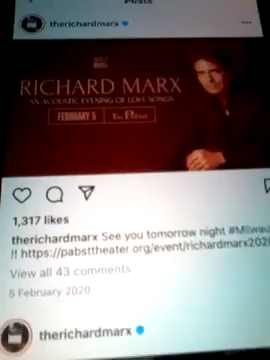 Posts
therichardmarx
RICHARD MARX
AN ACOUSTIC EVENING OF LOVE SONGS
FEBRUARY 5
1,317 likes
therichardmarx See you tomorrow night #Milwau
!! https://pabsttheater.org/event/richardmarx202
View all 43 comments
5 February 2020
therichardmarx